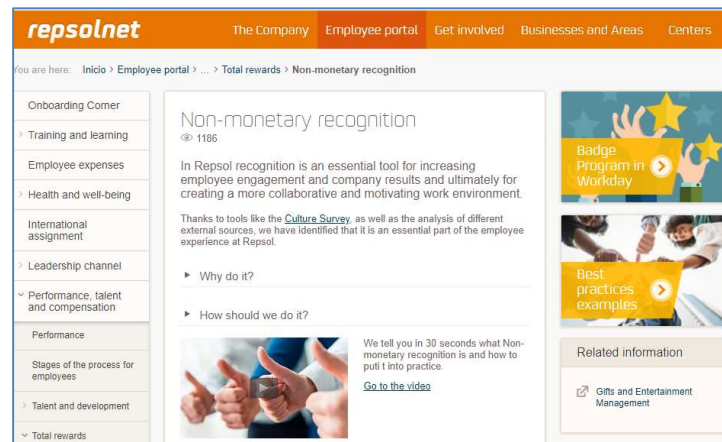 repsolnet
The Company Employee portal Get involved Businesses and Areas Centers
You are here: Inicio > Employee portal > ... > Total rewards > Non-monetary recognition
Onboarding Corner
> Training and learning
Employee expenses
> Health and well-being
International
assignment
> Leadership channel
Performance, talent
and compensation
Performance
Stages of the process for
employees
> Talent and development
Total rewards
Non-monetary recognition
1186
In Repsol recognition is an essential tool for increasing
employee engagement and company results and ultimately for
creating a more collaborative and motivating work environment.
Thanks to tools like the Culture Survey, as well as the analysis of different
external sources, we have identified that it is an essential part of the employee
experience at Repsol.
Why do it?
How should we do it?
We tell you in 30 seconds what Non-
monetary recognition is and how to
puti t into practice.
Go to the video
Badge
Program in
Workday
Best
practices
examples
Related information
Gifts and Entertainment
Management